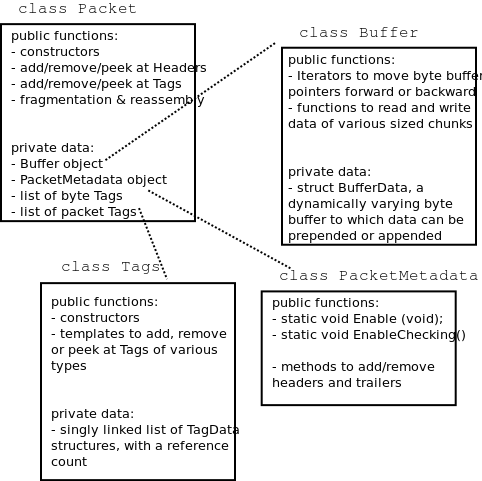 class Packet
public functions:
- constructors
- add/remove/peek at Headers
- add/remove/peek at Tags
- fragmentation & reassembly
private data:
- Buffer object
- PacketMetadata object
- list of byte Tags
- list of packet Tags
class Buffer
public functions:
- Iterators to move byte buffer
pointers forward or backward
- functions to read and write
data of various sized chunks
private data:
- struct BufferData, a
dynamically varying byte
buffer to which data can be
prepended or appended
class Tags
public functions:
- constructors
- templates to add, remove
or peek at Tags of various
types
private data:
- singly linked list of TagData
structures, with a reference
count
class PacketMetadata
public functions:
- static void Enable (void);
- static void EnableChecking()
- methods to add/remove
headers and trailers